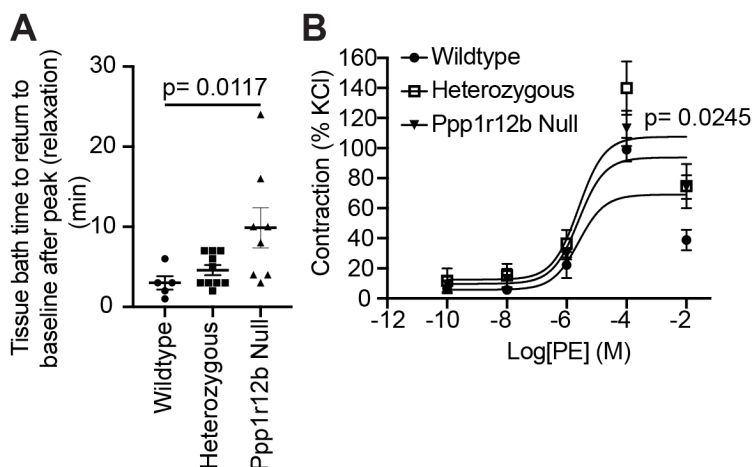 A
Tissue bath time to return to
baseline after peak (relaxation)
(min)
30
20
10
0
p= 0.0117
Wildtype
Heterozygous
Ppp1r12b Null
B
Contraction (% KCl)
160
140
120
100
80
60
40
20
0
Wildtype
Heterozygous
Ppp1r12b Null
p= 0.0245
-12
-10
-8
-6
-4
-2
Log[PE] (M)